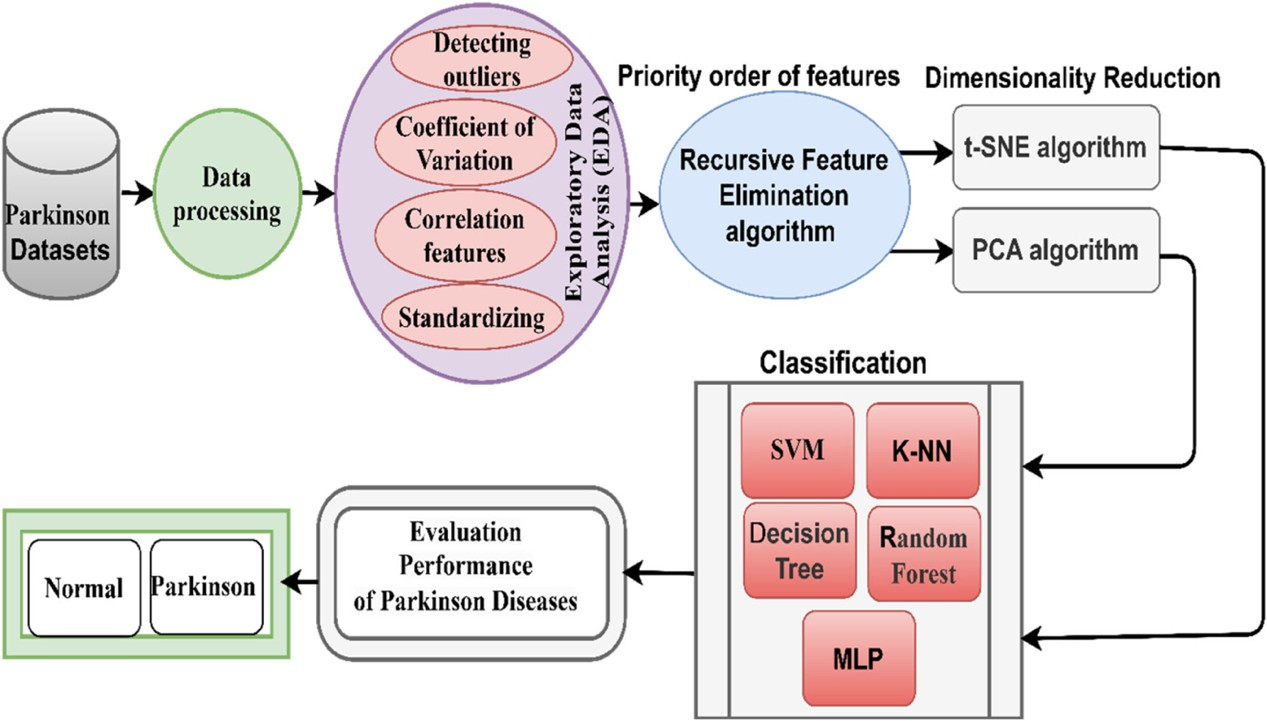 Parkinson
Datasets
Data
processing
Detecting
outliers
Coefficient of
Variation
Correlation
features
Standardizing
Exploratory Data
Analysis (EDA)
Priority order of features
Recursive Feature
Elimination
algorithm
Dimensionality Reduction
t-SNE algorithm
PCA algorithm
Classification
SVM
K-NN
Decision
Tree
Random
Forest
MLP
Evaluation
Performance
of Parkinson Diseases
Normal
Parkinson